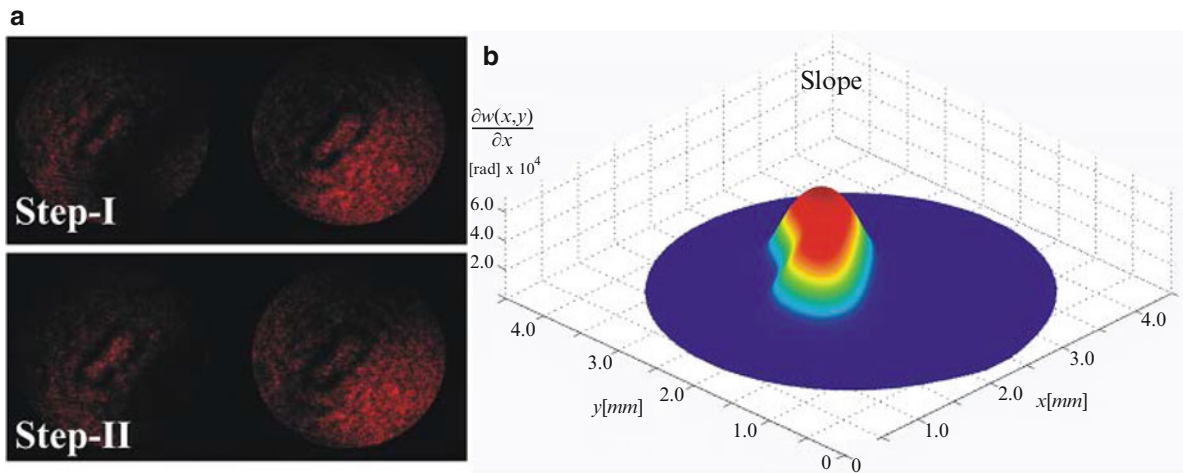 a
Step-I
Step-II
b
Slope
∂w(x,y)
∂x
[rad] x 10⁴
6.0
4.0
2.0
4.0
3.0
2.0
1.0
0
y[mm]
0
1.0
2.0
3.0
4.0
x[mm]